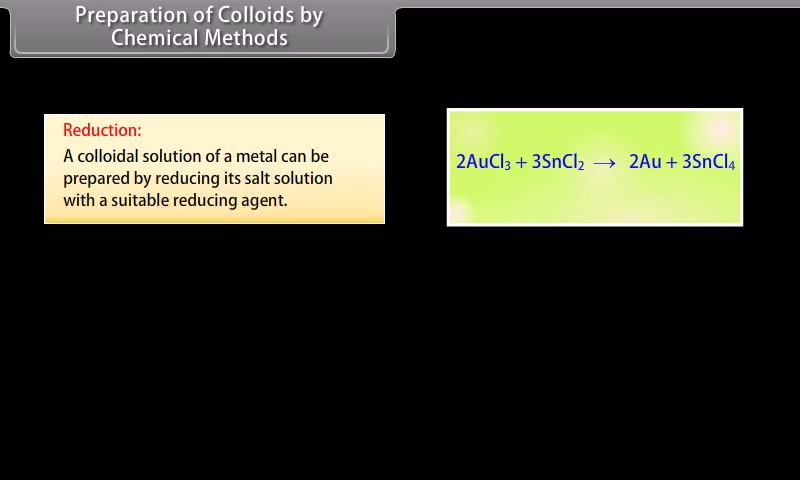 Preparation of Colloids by
Chemical Methods
Reduction:
A colloidal solution of a metal can be
prepared by reducing its salt solution
with a suitable reducing agent.
2AuCl₃ + 3SnCl₂ → 2Au + 3SnCl₄